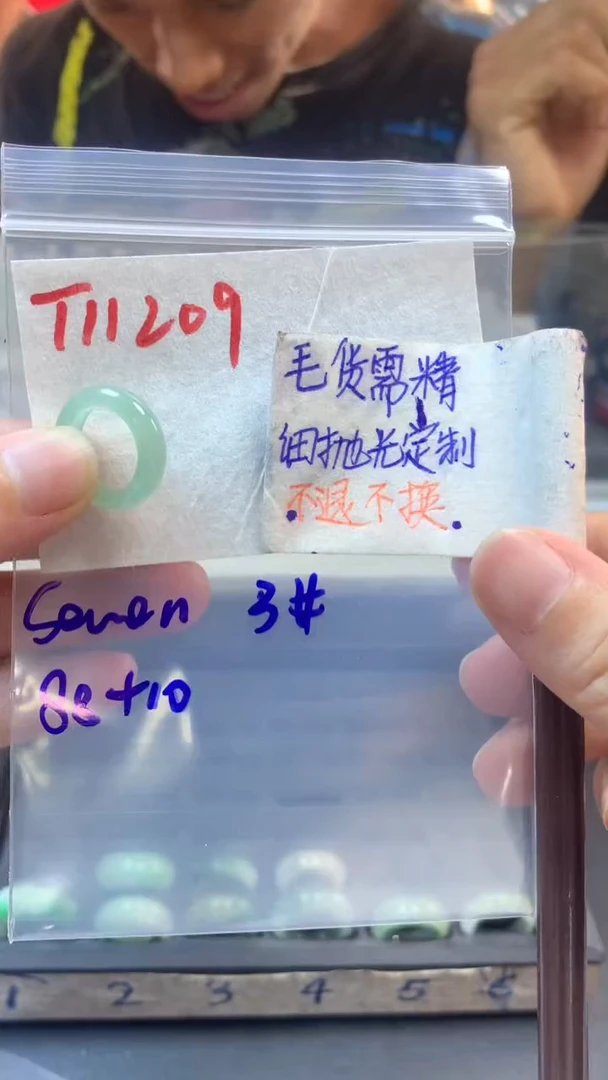 T11209
毛货需精
细抛光定制
不退不换
Seven 3#
88+10
1 2 3 4 5 6